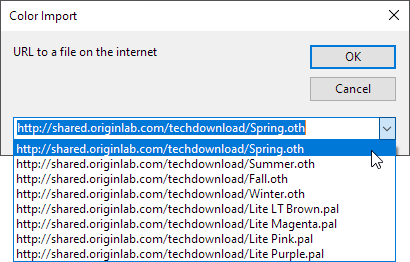 Color Import
URL to a file on the internet
OK
Cancel
http://shared.originlab.com/techdownload/Spring.oth
http://shared.originlab.com/techdownload/Spring.oth
http://shared.originlab.com/techdownload/Summer.oth
http://shared.originlab.com/techdownload/Fall.oth
http://shared.originlab.com/techdownload/Winter.oth
http://shared.originlab.com/techdownload/Lite LT Brown.pal
http://shared.originlab.com/techdownload/Lite Magenta.pal
http://shared.originlab.com/techdownload/Lite Pink.pal
http://shared.originlab.com/techdownload/Lite Purple.pal